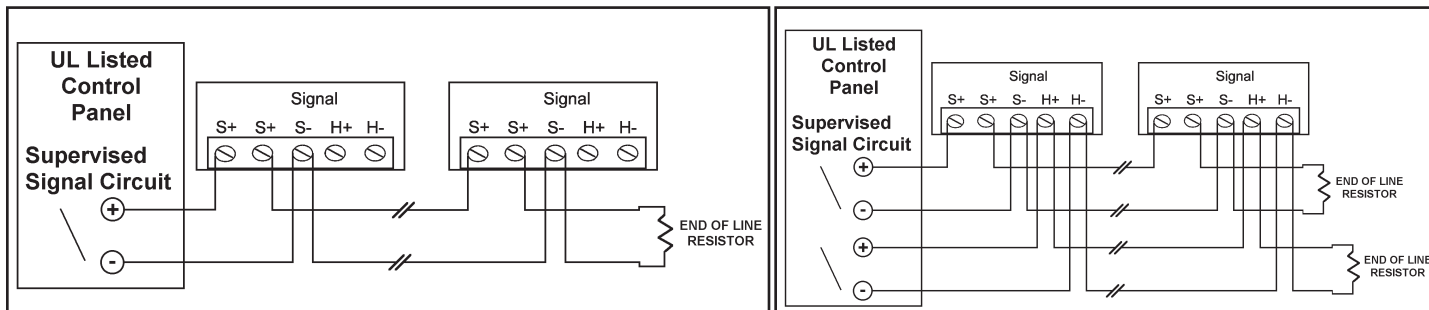 UL Listed
Control
Panel
Supervised
Signal Circuit
+
-
Signal
S+ S+ S- H+ H-
Signal
S+ S+ S- H+ H-
END OF LINE
RESISTOR
UL Listed
Control
Panel
Supervised
Signal Circuit
+
-
+
-
Signal
S+ S+ S- H+ H-
Signal
S+ S+ S- H+ H-
END OF LINE
RESISTOR
END OF LINE
RESISTOR